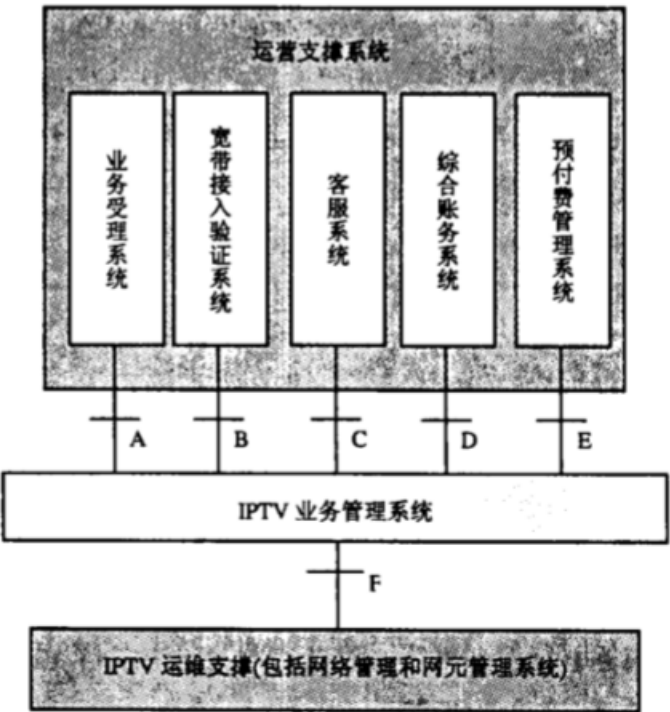 运营支撑系统
业务受理系统
宽带接入验证系统
客服系统
综合账务系统
预付费管理系统
A
B
C
D
E
IPTV 业务管理系统
F
IPTV 运维支撑(包括网络管理和网元管理系统)